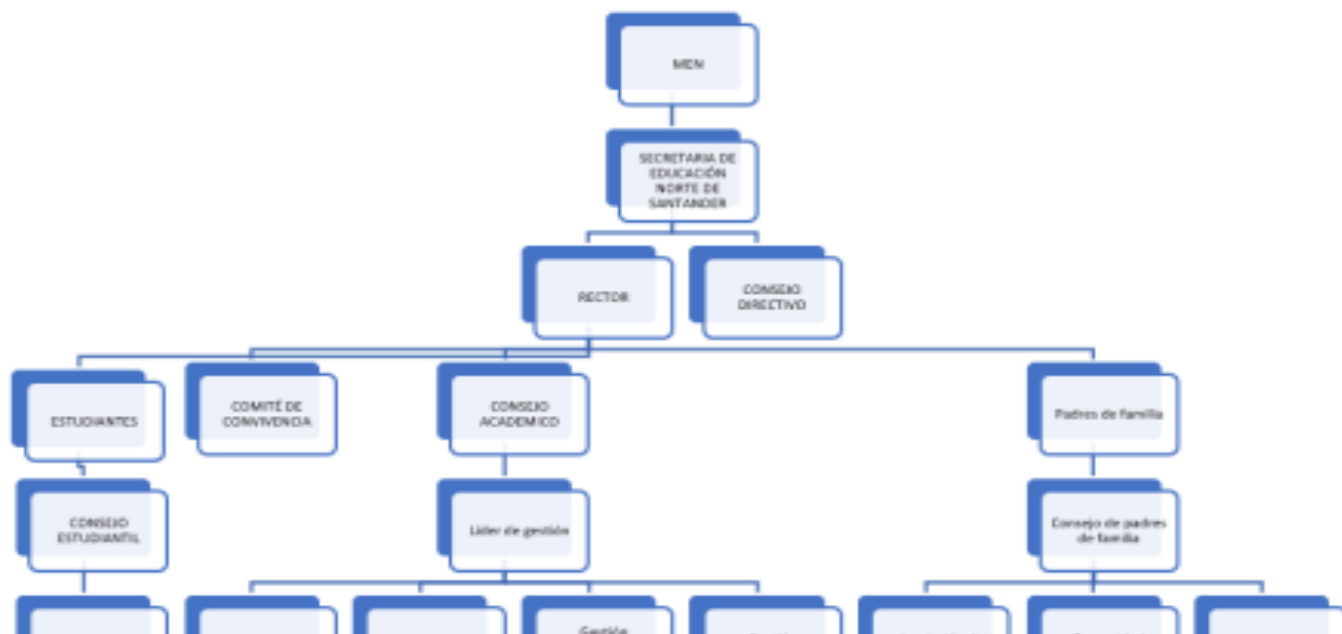 MEN
SECRETARIA DE
EDUCACIÓN
NORTE DE
SANTANDER
RECTOR
CONSEJO
DIRECTIVO
ESTUDIANTES
COMITÉ DE
CONVIVENCIA
CONSEJO
ACADEMICO
Padres de familia
CONSEJO
ESTUDIANTIL
Lider de gestión
Consejo de padres
de familia
Gestión